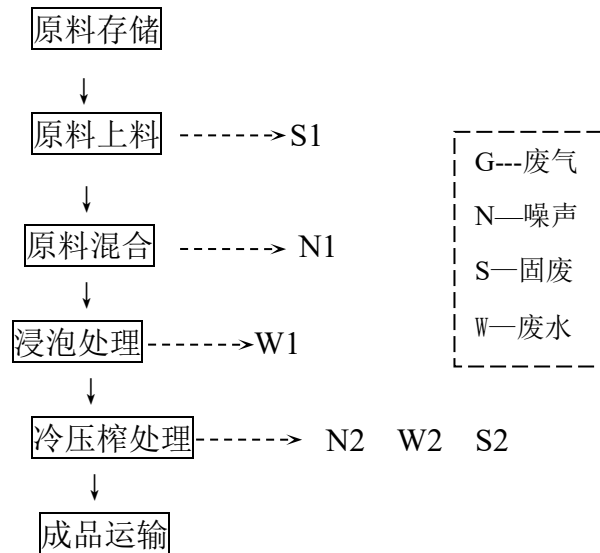 原料存储
原料上料
S1
原料混合
N1
浸泡处理
W1
冷压榨处理
N2 W2 S2
成品运输
G---废气
N—噪声
S—固废
W—废水